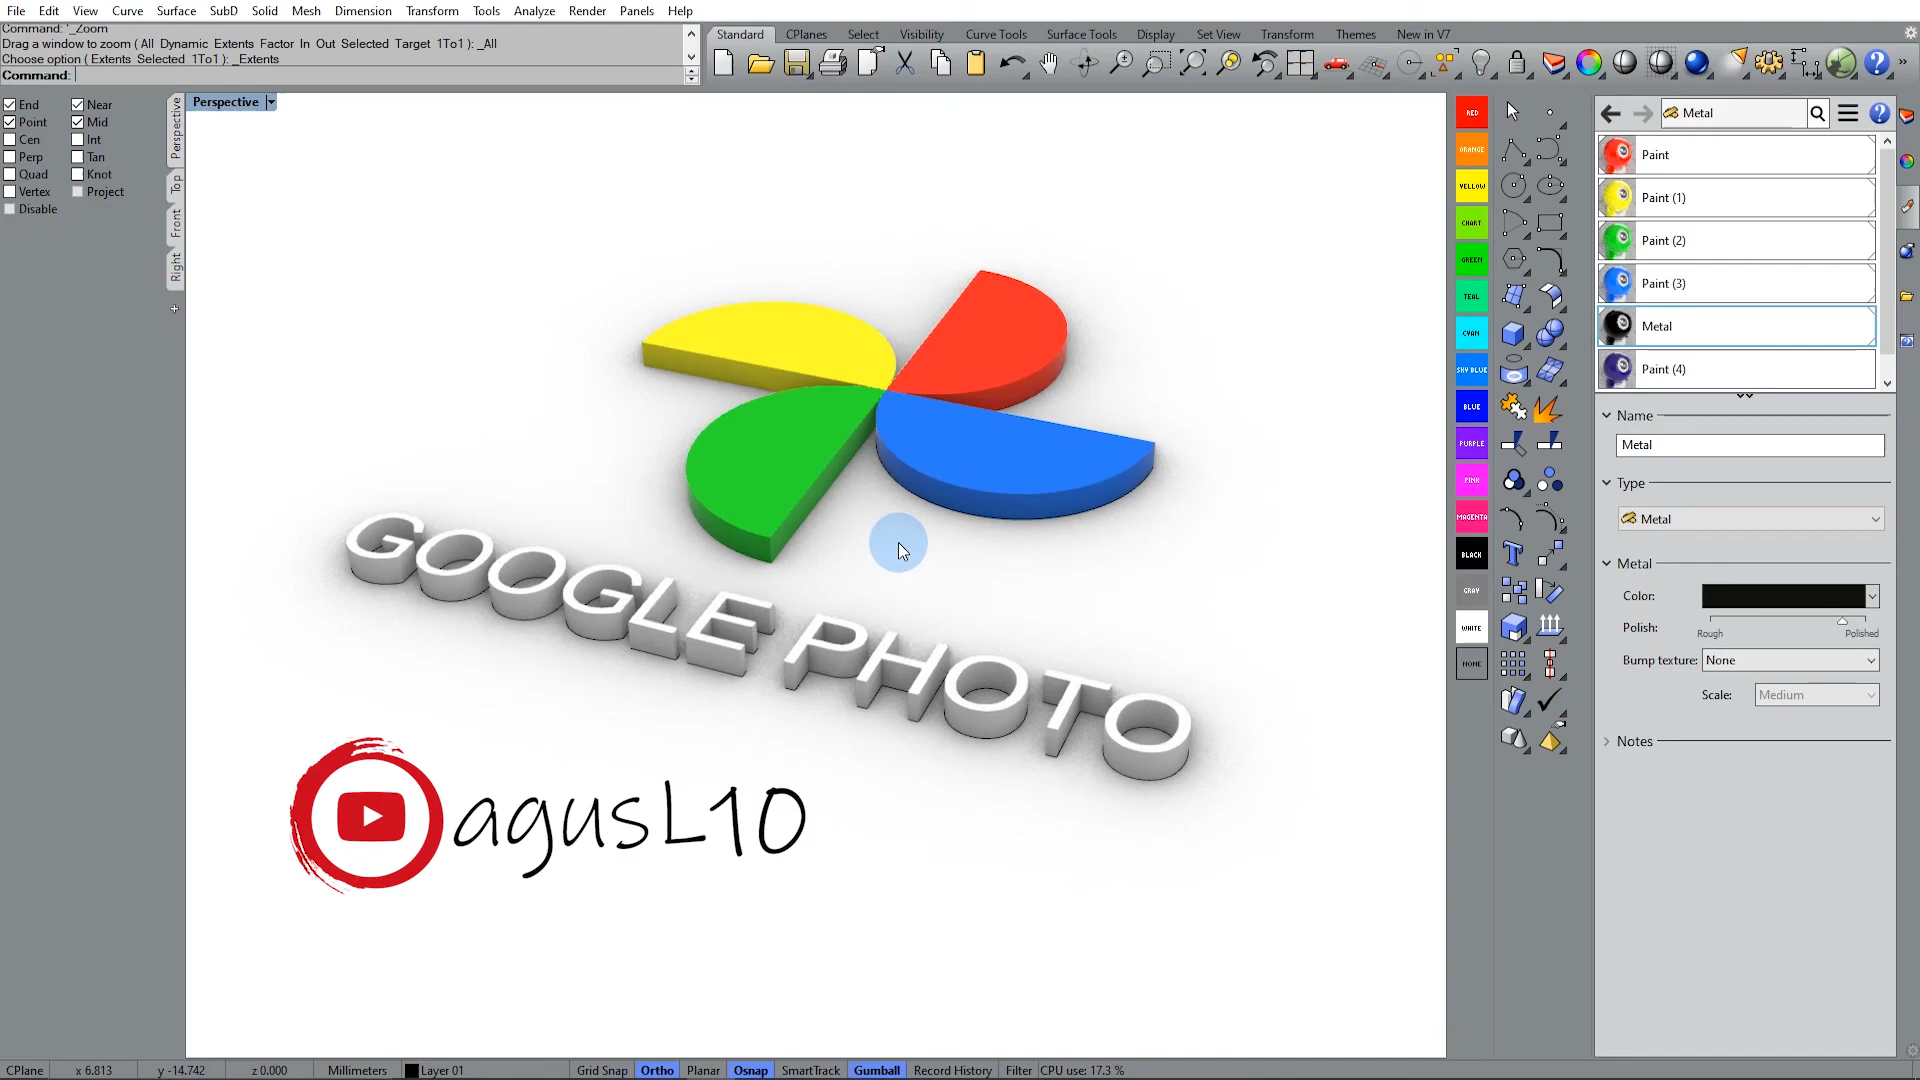 File Edit View Curve Surface SubD Solid Mesh Dimension Transform Tools Analyze Render Panels Help
Command: '_Zoom
Drag a window to zoom ( All Dynamic Extents Factor In Out Selected Target 1To1 ): _All
Choose option ( Extents Selected 1To1 ): _Extents
Command:
Standard CPlanes Select Visibility Curve Tools Surface Tools Display Set View Transform Themes New in V7
End Near
Point Mid
Cen Int
Perp Tan
Quad Knot
Vertex Project
Disable
Perspective
Top
Front
Right
Perspective
GOOGLE PHOTO
agusL10
RED
ORANGE
YELLOW
CHART
GREEN
TEAL
CYAN
SKY BLUE
BLUE
PURPLE
PINK
MAGENTA
BLACK
GRAY
WHITE
NONE
Metal
Paint
Paint (1)
Paint (2)
Paint (3)
Metal
Paint (4)
Name
Metal
Type
Metal
Metal
Color:
Polish:
Rough Polished
Bump texture: None
Scale: Medium
Notes
CPlane x 6.813 y -14.742 z 0.000 Millimeters Layer 01 Grid Snap Ortho Planar Osnap SmartTrack Gumball Record History Filter CPU use: 17.3 %